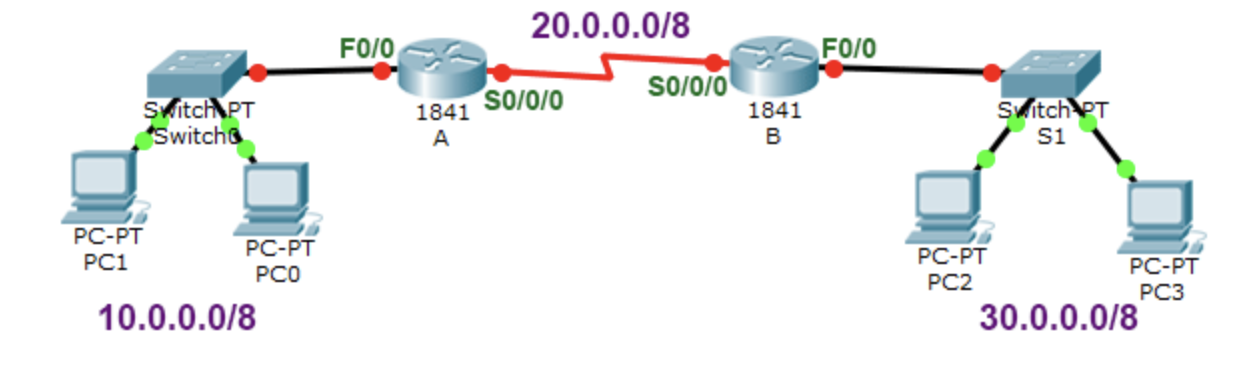 20.0.0.0/8
F0/0
F0/0
S0/0/0
S0/0/0
Switch-PT
Switch0
1841
A
1841
B
Switch-PT
S1
PC-PT
PC1
PC-PT
PC0
PC-PT
PC2
PC-PT
PC3
10.0.0.0/8
30.0.0.0/8